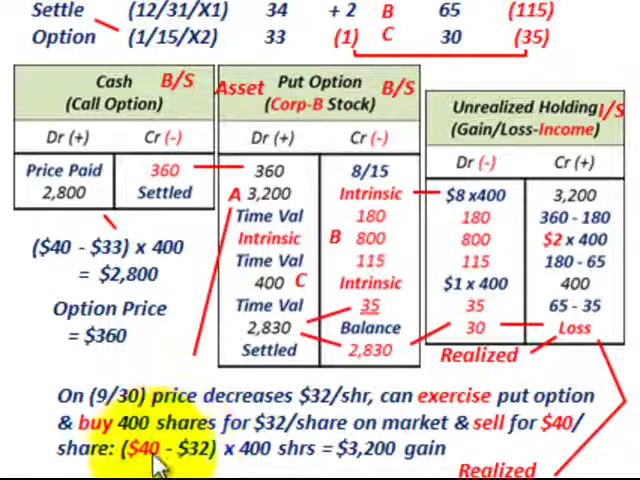 Settle (12/31/X1) 34 + 2 B 65 (115)
Option (1/15/X2) 33 (1) C 30 (35)
Cash B/S
(Call Option)
Dr (+) Cr (-)
Price Paid 360
2,800 Settled
Asset Put Option B/S
(Corp-B Stock)
Dr (+) Cr (-)
360 8/15
A 3,200 Intrinsic
Time Val 180
Intrinsic B 800
Time Val 115
400 C Intrinsic
Time Val 35
2,830 Balance
Settled 2,830
Unrealized Holding I/S
(Gain/Loss-Income)
Dr (-) Cr (+)
$8 x400 3,200
180 360 - 180
800 $2 x 400
115 180 - 65
$1 x 400 400
35 65 - 35
30 Loss
Realized
($40 - $33) x 400
= $2,800
Option Price
= $360
On (9/30) price decreases $32/shr, can exercise put option
& buy 400 shares for $32/share on market & sell for $40/
share: ($40 - $32) x 400 shrs = $3,200 gain
Realized